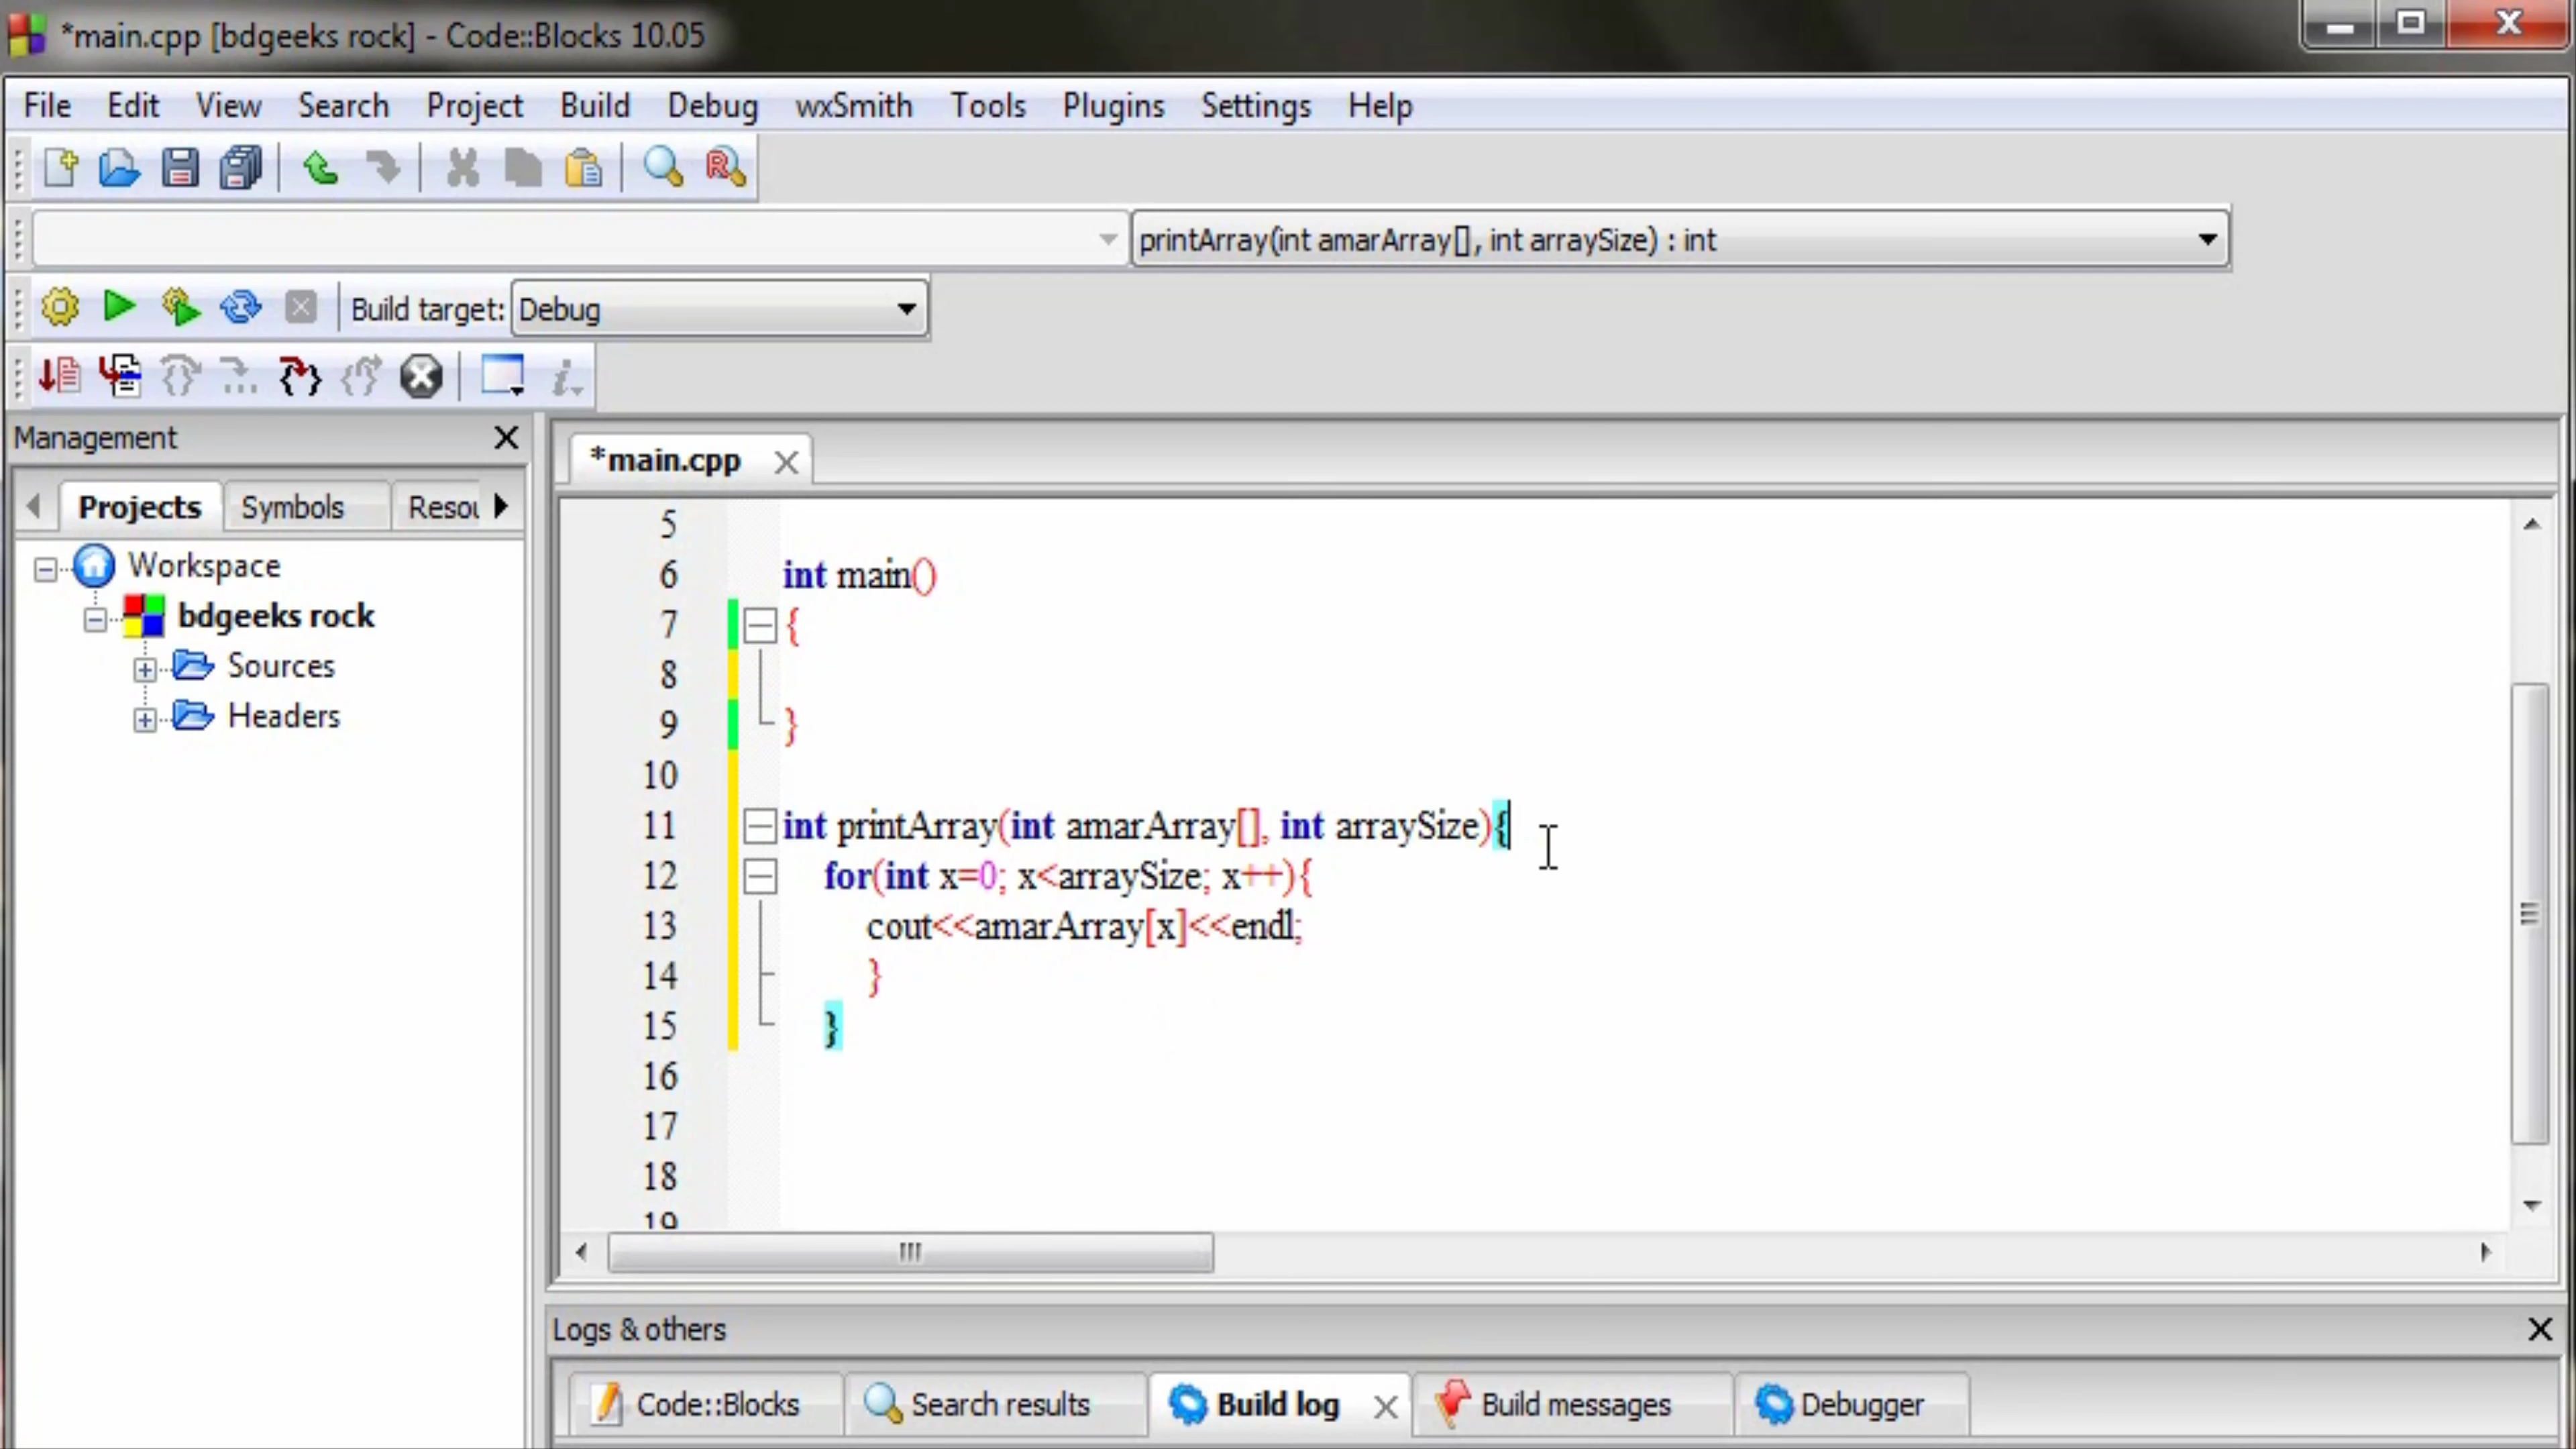 *main.cpp [bdgeeks rock] - Code::Blocks 10.05
File Edit View Search Project Build Debug wxSmith Tools Plugins Settings Help
printArray(int amarArray[], int arraySize) : int
Build target: Debug
Management
Projects Symbols Resou
Workspace
bdgeeks rock
Sources
Headers
*main.cpp
5
6 int main()
7 {
8
9 }
10
11 int printArray(int amarArray[], int arraySize){
12 for(int x=0; x<arraySize; x++){
13 cout<<amarArray[x]<<endl;
14 }
15 }
16
17
18
19
Logs & others
Code::Blocks Search results Build log Build messages Debugger